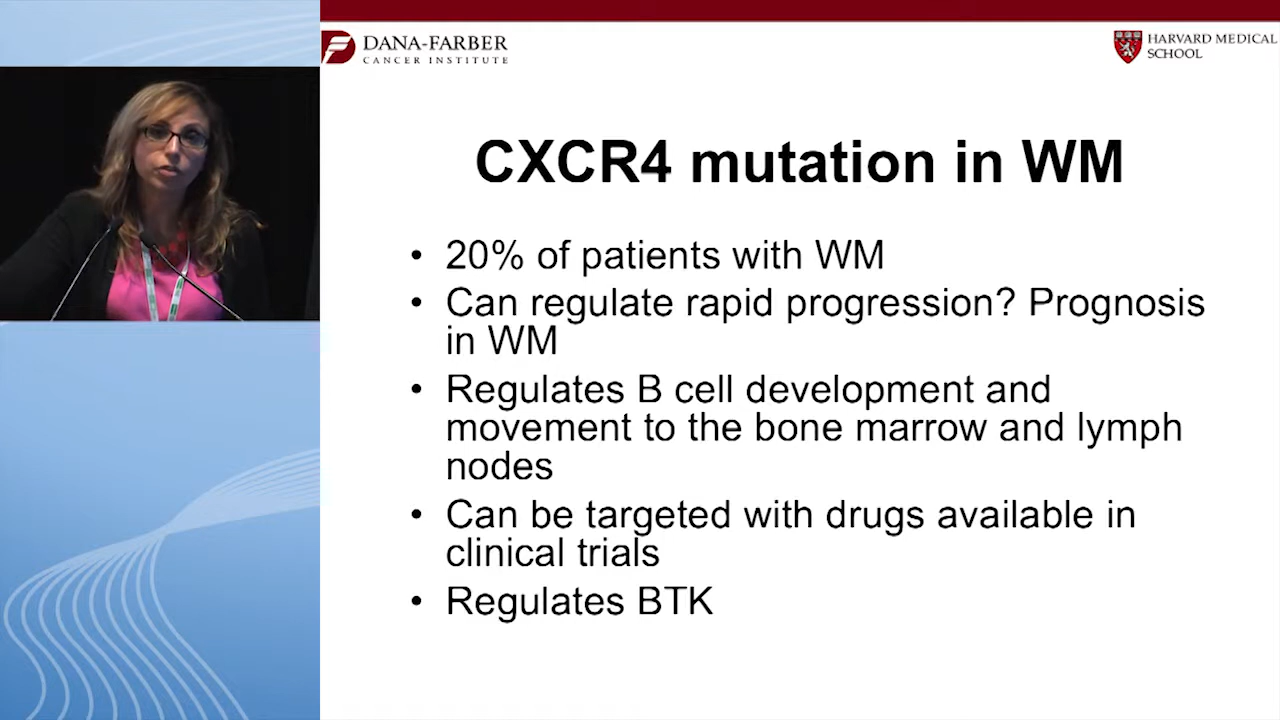 DANA-FARBER
CANCER INSTITUTE
HARVARD MEDICAL
SCHOOL
CXCR4 mutation in WM
• 20% of patients with WM
• Can regulate rapid progression? Prognosis
in WM
• Regulates B cell development and
movement to the bone marrow and lymph
nodes
• Can be targeted with drugs available in
clinical trials
• Regulates BTK